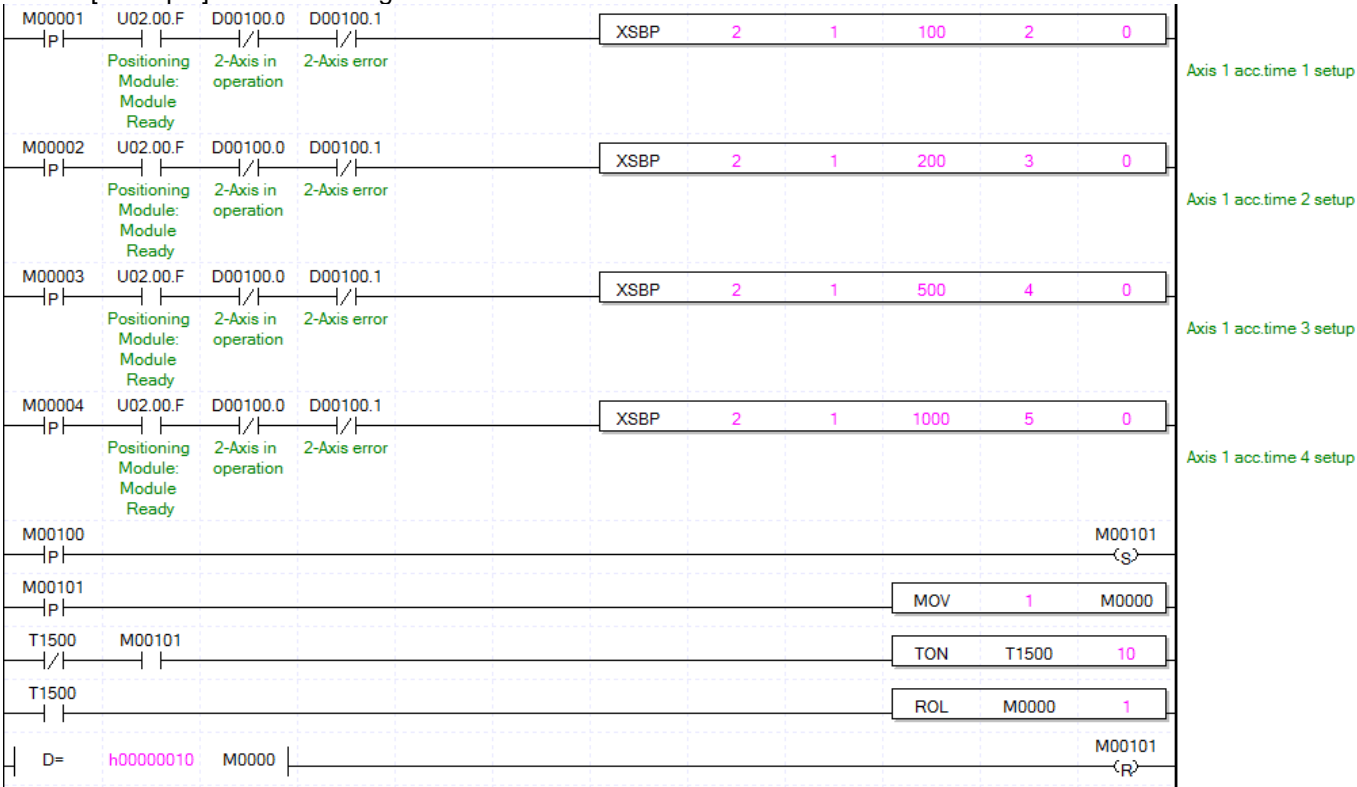 M00001 U02.00.F D00100.0 D00100.1
P XSBP 2 1 100 2 0
Positioning 2-Axis in 2-Axis error
Module: operation Axis 1 acc.time 1 setup
Module
Ready
M00002 U02.00.F D00100.0 D00100.1
P XSBP 2 1 200 3 0
Positioning 2-Axis in 2-Axis error
Module: operation Axis 1 acc.time 2 setup
Module
Ready
M00003 U02.00.F D00100.0 D00100.1
P XSBP 2 1 500 4 0
Positioning 2-Axis in 2-Axis error
Module: operation Axis 1 acc.time 3 setup
Module
Ready
M00004 U02.00.F D00100.0 D00100.1
P XSBP 2 1 1000 5 0
Positioning 2-Axis in 2-Axis error
Module: operation Axis 1 acc.time 4 setup
Module
Ready
M00100 M00101
P S
M00101
P MOV 1 M0000
T1500 M00101
TON T1500 10
T1500
ROL M0000 1
M00101
D= h00000010 M0000 R